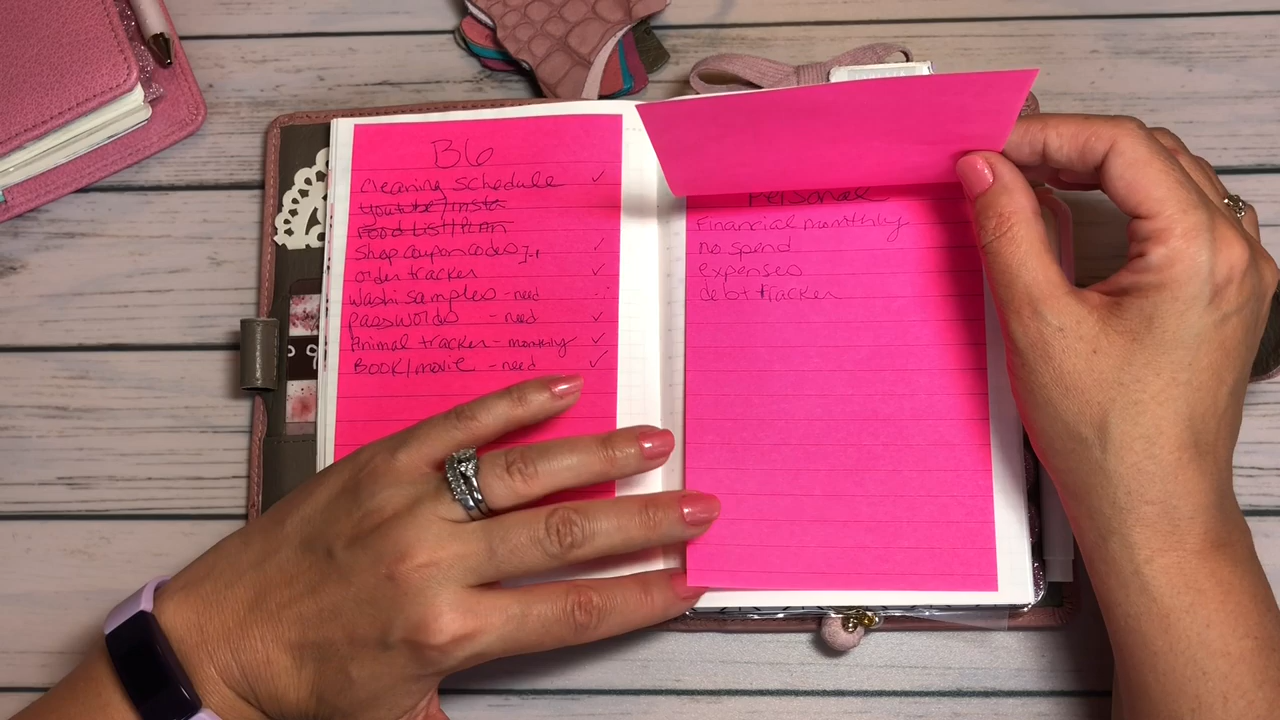 B6
Cleaning schedule ✓
Youtube/insta
Food List/Plan
Shop coupon codes ✓
order tracker ✓
washi samples - need
passwords - need ✓
Animal tracker - monthly ✓
BOOK/movie - need ✓
Personal
Financial monthly
no spend
expenses
debt tracker